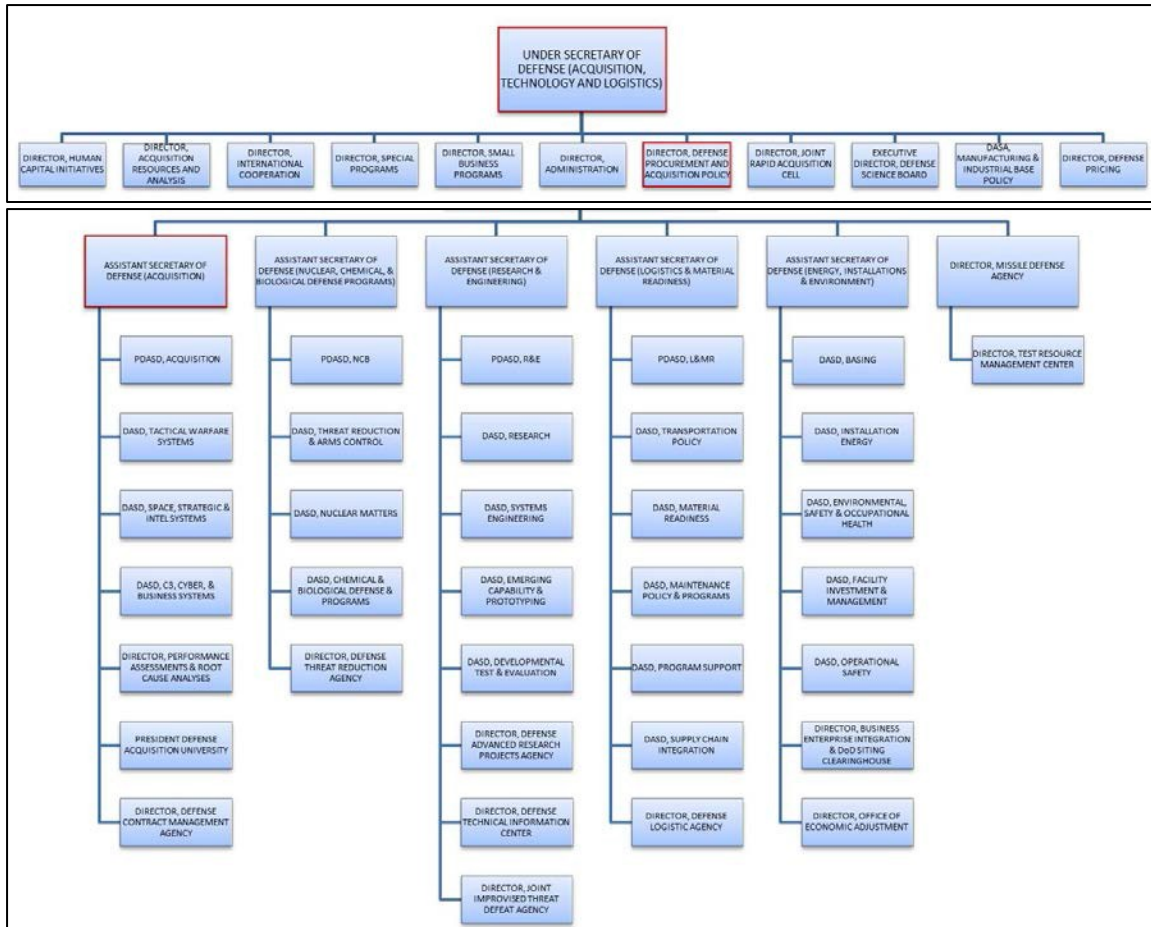 UNDER SECRETARY OF
DEFENSE (ACQUISITION,
TECHNOLOGY AND LOGISTICS)
DIRECTOR, HUMAN
CAPITAL INITIATIVES
DIRECTOR,
ACQUISITION
RESOURCES AND
ANALYSIS
DIRECTOR,
INTERNATIONAL
COOPERATION
DIRECTOR, SPECIAL
PROGRAMS
DIRECTOR, SMALL
BUSINESS
PROGRAMS
DIRECTOR,
ADMINISTRATION
DIRECTOR, DEFENSE
PROCUREMENT AND
ACQUISITION POLICY
DIRECTOR, JOINT
RAPID ACQUISITION
CELL
EXECUTIVE
DIRECTOR, DEFENSE
SCIENCE BOARD
DASA,
MANUFACTURING &
INDUSTRIAL BASE
POLICY
DIRECTOR, DEFENSE
PRICING
ASSISTANT SECRETARY OF
DEFENSE (ACQUISITION)
PDASD, ACQUISITION
DASD, TACTICAL WARFARE
SYSTEMS
DASD, SPACE, STRATEGIC &
INTEL SYSTEMS
DASD, C3, CYBER, &
BUSINESS SYSTEMS
DIRECTOR, PERFORMANCE
ASSESSMENTS & ROOT
CAUSE ANALYSES
PRESIDENT DEFENSE
ACQUISITION UNIVERSITY
DIRECTOR, DEFENSE
CONTRACT MANAGEMENT
AGENCY
ASSISTANT SECRETARY OF
DEFENSE (NUCLEAR, CHEMICAL, &
BIOLOGICAL DEFENSE PROGRAMS)
PDASD, NCB
DASD, THREAT REDUCTION
& ARMS CONTROL
DASD, NUCLEAR MATTERS
DASD, CHEMICAL &
BIOLOGICAL DEFENSE &
PROGRAMS
DIRECTOR, DEFENSE
THREAT REDUCTION
AGENCY
ASSISTANT SECRETARY OF
DEFENSE (RESEARCH &
ENGINEERING)
PDASD, R&E
DASD, RESEARCH
DASD, SYSTEMS
ENGINEERING
DASD, EMERGING
CAPABILITY &
PROTOTYPING
DASD, DEVELOPMENTAL
TEST & EVALUATION
DIRECTOR, DEFENSE
ADVANCED RESEARCH
PROJECTS AGENCY
DIRECTOR, DEFENSE
TECHNICAL INFORMATION
CENTER
DIRECTOR, JOINT
IMPROVISED THREAT
DEFEAT AGENCY
ASSISTANT SECRETARY OF
DEFENSE (LOGISTICS & MATERIAL
READINESS)
PDASD, L&MR
DASD, TRANSPORTATION
POLICY
DASD, MATERIAL
READINESS
DASD, MAINTENANCE
POLICY & PROGRAMS
DASD, PROGRAM SUPPORT
DASD, SUPPLY CHAIN
INTEGRATION
DIRECTOR, DEFENSE
LOGISTIC AGENCY
ASSISTANT SECRETARY OF
DEFENSE (ENERGY, INSTALLATIONS
& ENVIRONMENT)
DASD, BASING
DASD, INSTALLATION
ENERGY
DASD, ENVIRONMENTAL,
SAFETY & OCCUPATIONAL
HEALTH
DASD, FACILITY
INVESTMENT &
MANAGEMENT
DASD, OPERATIONAL
SAFETY
DIRECTOR, BUSINESS
ENTERPRISE INTEGRATION
& DoD SITING
CLEARINGHOUSE
DIRECTOR, OFFICE OF
ECONOMIC ADJUSTMENT
DIRECTOR, MISSILE DEFENSE
AGENCY
DIRECTOR, TEST RESOURCE
MANAGEMENT CENTER